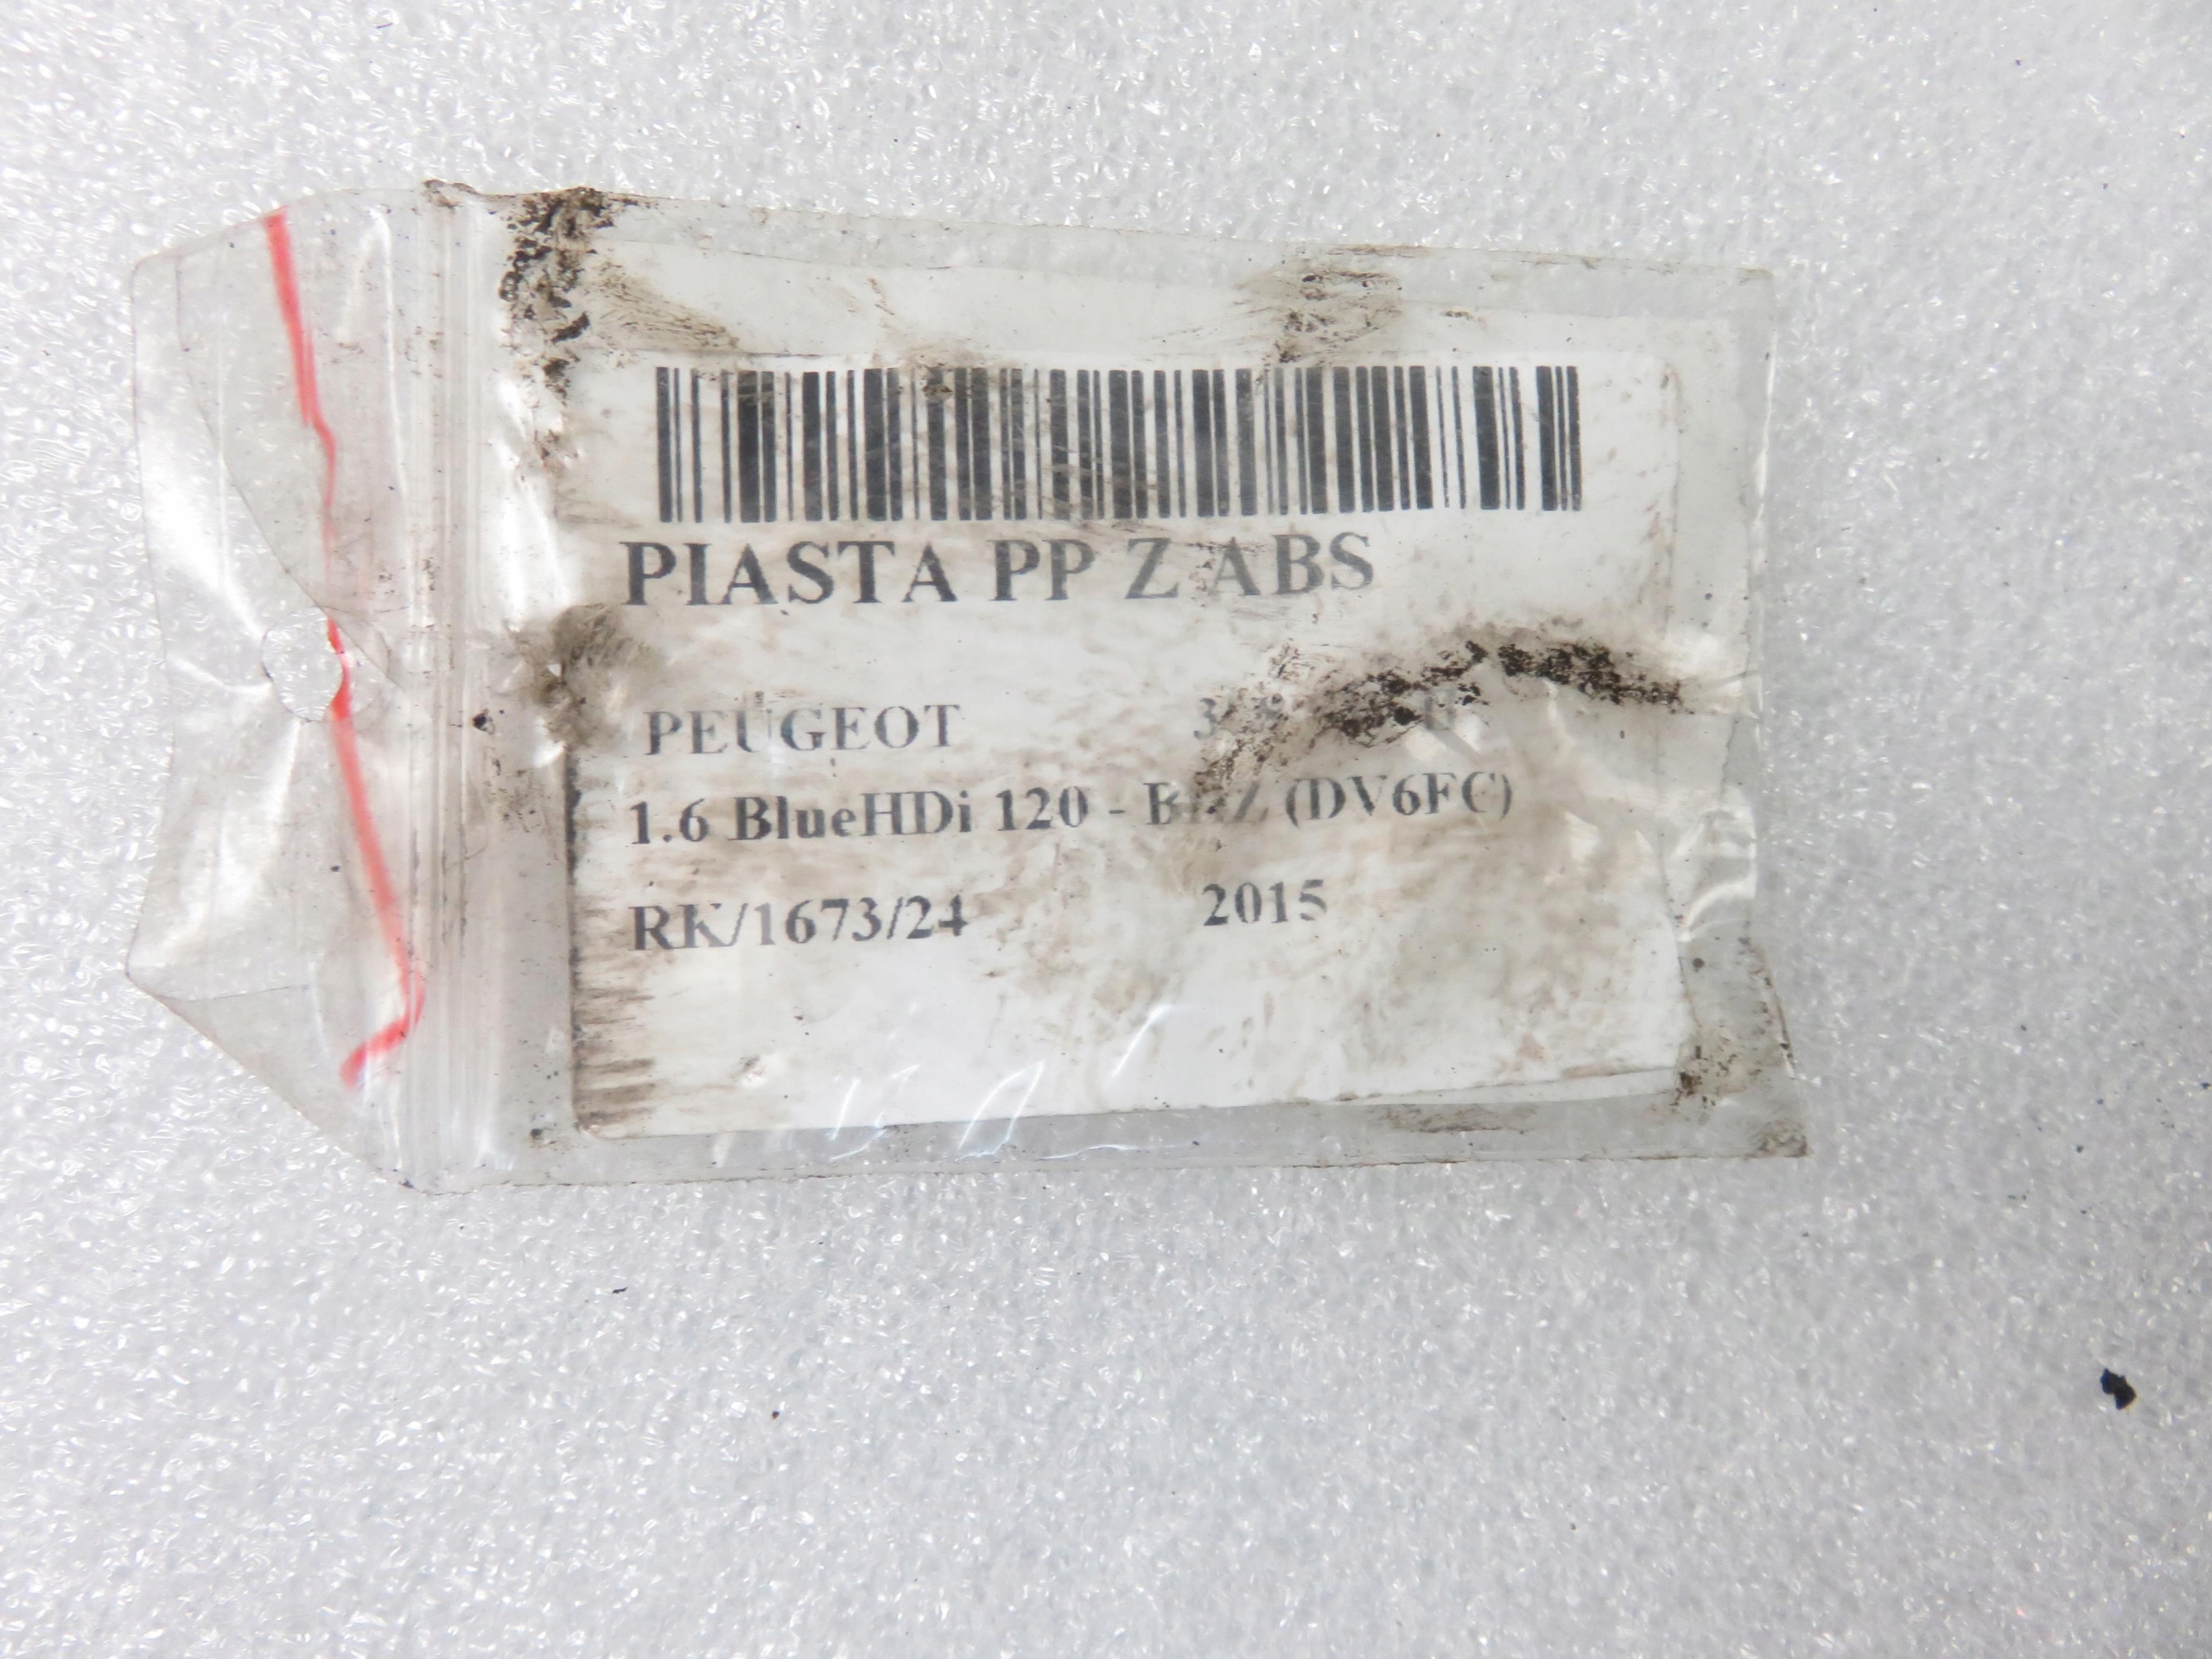 PIASTA PP Z ABS
PEUGEOT
1.6 BlueHDi 120 - (DV6FC)
RK/1673/24 2015